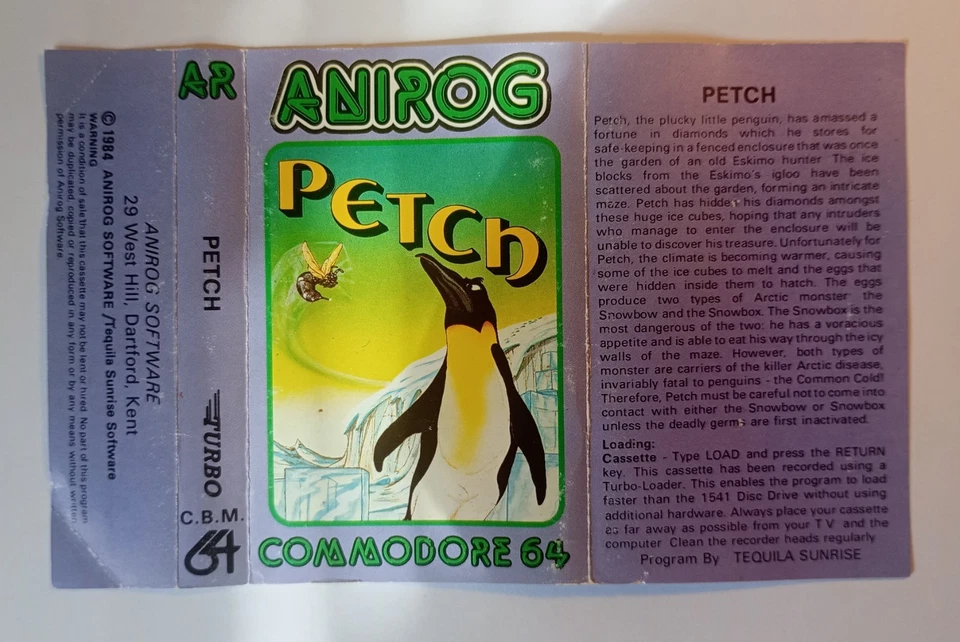 © 1984 ANIROG SOFTWARE/Tequila Sunrise Software
WARNING
It is a condition of sale that this cassette may not be lent or hired. No part of this program
may be duplicated, copied or reproduced in any form or by any means without written
permission of Anirog Software.
ANIROG SOFTWARE
29 West Hill, Dartford, Kent
AR
PETCH
TURBO
C.B.M.
64
ANIROG
PETCH
COMMODORE 64
PETCH
Petch, the plucky little penguin, has amassed a
fortune in diamonds which he stores for
safe-keeping in a fenced enclosure that was once
the garden of an old Eskimo hunter. The ice
blocks from the Eskimo's igloo have been
scattered about the garden, forming an intricate
maze. Petch has hidden his diamonds amongst
these huge ice cubes, hoping that any intruders
who manage to enter the enclosure will be
unable to discover his treasure. Unfortunately for
Petch, the climate is becoming warmer, causing
some of the ice cubes to melt and the eggs that
were hidden inside them to hatch. The eggs
produce two types of Arctic monster the
Snowbow and the Snowbox. The Snowbox is the
most dangerous of the two: he has a voracious
appetite and is able to eat his way through the icy
walls of the maze. However, both types of
monster are carriers of the killer Arctic disease,
invariably fatal to penguins - the Common Cold!
Therefore, Petch must be careful not to come into
contact with either the Snowbow or Snowbox
unless the deadly germs are first inactivated.
Loading:
Cassette - Type LOAD and press the RETURN
key. This cassette has been recorded using a
Turbo-Loader. This enables the program to load
faster than the 1541 Disc Drive without using
additional hardware. Always place your cassette
as far away as possible from your T V and the
computer Clean the recorder heads regularly
Program By TEQUILA SUNRISE